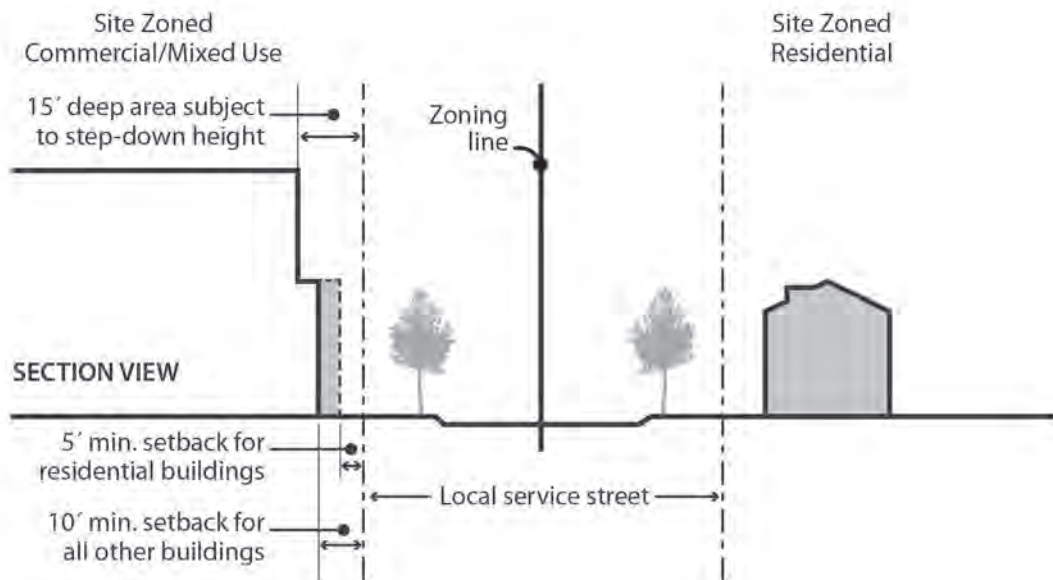 Site Zoned
Commercial/Mixed Use
Site Zoned
Residential
15´ deep area subject
to step-down height
Zoning
line
SECTION VIEW
5´ min. setback for
residential buildings
Local service street
10´ min. setback for
all other buildings